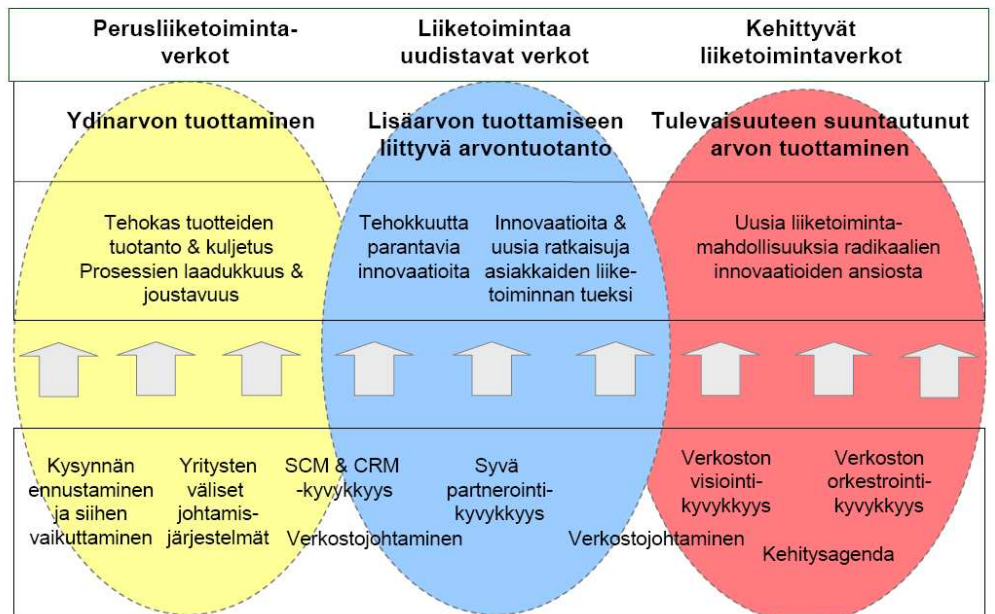 Perusliiketoiminta-
verkot
Liiketoimintaa
uudistavat verkot
Kehittyvät
liiketoimintaverkot
Ydinarvon tuottaminen
Lisäarvon tuottamiseen
liittyvä arvontuotanto
Tulevaisuuteen suuntautunut
arvon tuottaminen
Tehokas tuotteiden
tuotanto & kuljetus
Prosessien laadukkuus &
joustavuus
Tehokkuutta
parantavia
innovaatioita
Innovaatioita &
uusia ratkaisuja
asiakkaiden liike-
toiminnan tueksi
Uusia liiketoiminta-
mahdollisuuksia radikaalien
innovaatioiden ansiosta
Kysynnän
ennustaminen
ja siihen
vaikuttaminen
Yritysten
väliset
johtamis-
järjestelmät
SCM & CRM
-kyvykkyys
Verkostojohtaminen
Syvä
partnerointi-
kyvykkyys
Verkostojohtaminen
Verkoston
visiointi-
kyvykkyys
Verkoston
orkestrointi-
kyvykkyys
Kehitysagenda